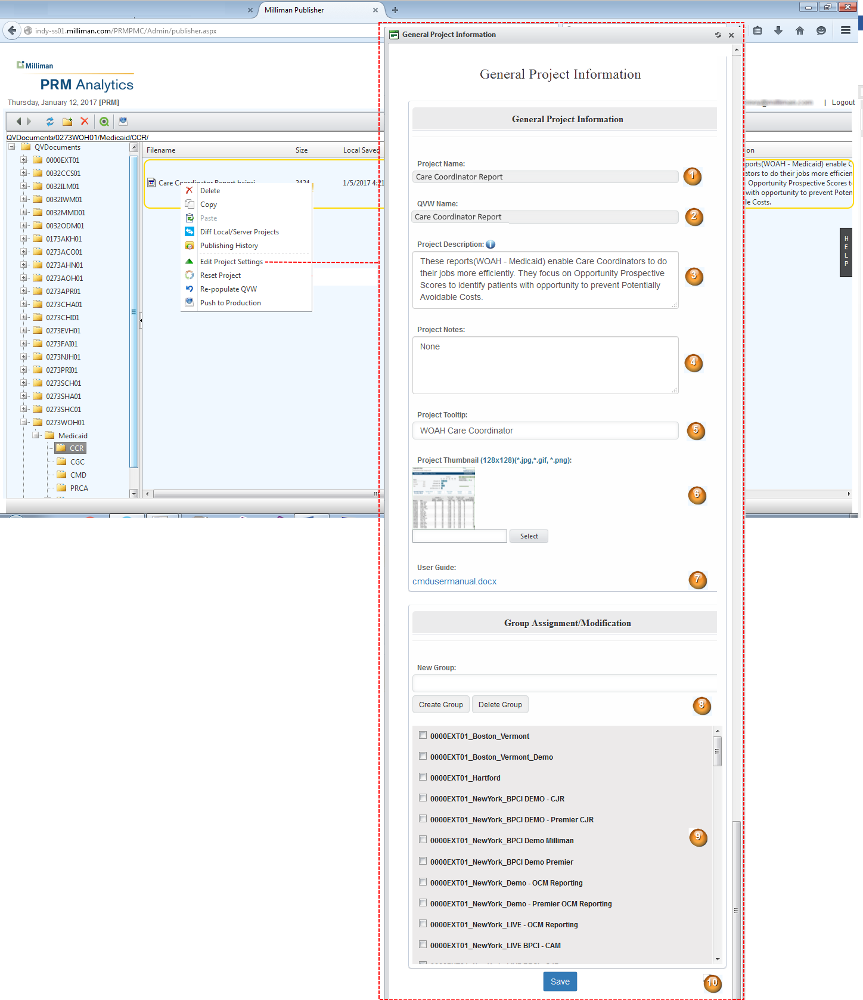 Milliman Publisher
indy-ss01.milliman.com/PRMPMC/Admin/publisher.aspx
Milliman
PRM Analytics
Thursday, January 12, 2017 [PRM]
| Logout
QVDocuments/0273WOH01/Medicaid/CCR/
QVDocuments
0000EXT01
0032CCS01
0032ILM01
0032IWM01
0032MMD01
0032ODM01
0173AKH01
0273ACO01
0273AHN01
0273AOH01
0273APR01
0273CHA01
0273CHI01
0273EVH01
0273FAI01
0273NJH01
0273PRI01
0273SCH01
0273SHA01
0273SHC01
0273WOH01
Medicaid
CCR
CGC
CMD
PRCA
Filename Size Local Saved
Care Coordinator Report.hciprj 2424 1/5/2017 4:21
Delete
Copy
Paste
Diff Local/Server Projects
Publishing History
Edit Project Settings
Reset Project
Re-populate QVW
Push to Production
General Project Information
General Project Information
General Project Information
Project Name:
Care Coordinator Report
1
QVW Name:
Care Coordinator Report
2
Project Description:
These reports(WOAH - Medicaid) enable Care Coordinators to do
their jobs more efficiently. They focus on Opportunity Prospective
Scores to identify patients with opportunity to prevent Potentially
Avoidable Costs.
3
Project Notes:
None
4
Project Tooltip:
WOAH Care Coordinator
5
Project Thumbnail (128x128)(*.jpg,*.gif, *.png):
6
Select
User Guide:
cmdusermanual.docx
7
Group Assignment/Modification
New Group:
Create Group Delete Group
8
0000EXT01_Boston_Vermont
0000EXT01_Boston_Vermont_Demo
0000EXT01_Hartford
0000EXT01_NewYork_BPCI DEMO - CJR
0000EXT01_NewYork_BPCI DEMO - Premier CJR
0000EXT01_NewYork_BPCI Demo Milliman
9
0000EXT01_NewYork_BPCI Demo Premier
0000EXT01_NewYork_Demo - OCM Reporting
0000EXT01_NewYork_Demo - Premier OCM Reporting
0000EXT01_NewYork_LIVE - OCM Reporting
0000EXT01_NewYork_LIVE BPCI - CAM
Save
10
on
ports(WOAH - Medicaid) enable C
ators to do their jobs more efficien
Opportunity Prospective Scores t
with opportunity to prevent Poten
le Costs.
HELP